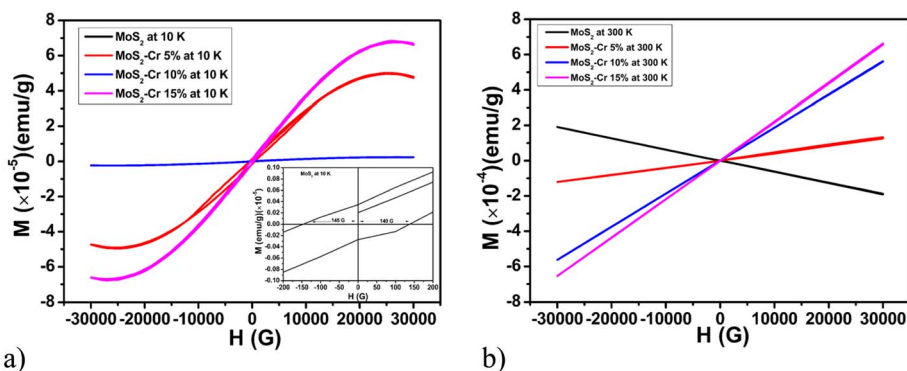 a)
M (×10⁻⁵)(emu/g)
8
6
4
2
0
-2
-4
-6
-8
MoS₂ at 10 K
MoS₂-Cr 5% at 10 K
MoS₂-Cr 10% at 10 K
MoS₂-Cr 15% at 10 K
-30000 -20000 -10000 0 10000 20000 30000
H (G)
MoS₂ at 10 K
M (emu/g)(×10⁻⁵)
0.10
0.08
0.06
0.04
0.02
0.00
-0.02
-0.04
-0.06
-0.08
-0.10
145 G 140 G
-200 -150 -100 -50 0 50 100 150 200
H (G)
b)
M (×10⁻⁴)(emu/g)
8
6
4
2
0
-2
-4
-6
-8
MoS₂ at 300 K
MoS₂-Cr 5% at 300 K
MoS₂-Cr 10% at 300 K
MoS₂-Cr 15% at 300 K
-30000 -20000 -10000 0 10000 20000 30000
H (G)